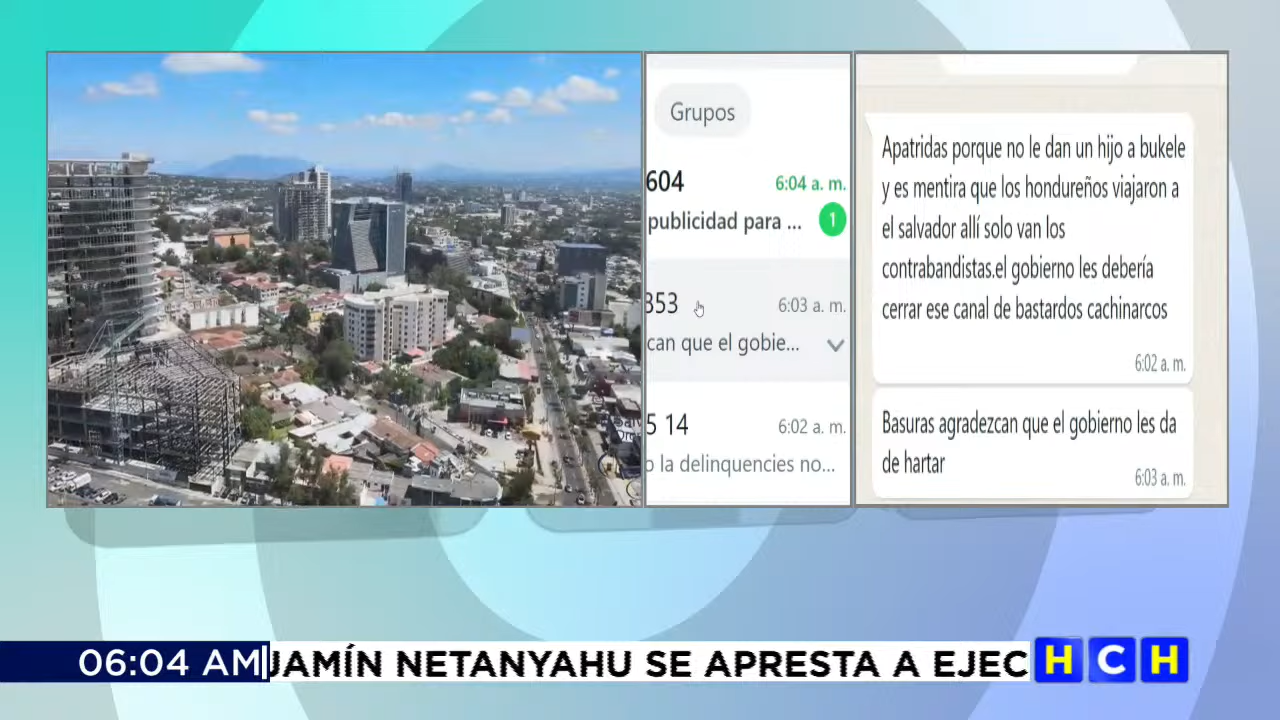 Grupos
604
6:04 a. m.
publicidad para ...
1
353
6:03 a. m.
can que el gobie...
5 14
6:02 a. m.
o la delinquencies no...
Apatridas porque no le dan un hijo a bukele
y es mentira que los hondureños viajaron a
el salvador allí solo van los
contrabandistas.el gobierno les debería
cerrar ese canal de bastardos cachinarcos
6:02 a. m.
Basuras agradezcan que el gobierno les da
de hartar
6:03 a. m.
06:04 AM
JAMÍN NETANYAHU SE APRESTA A EJEC
HCH